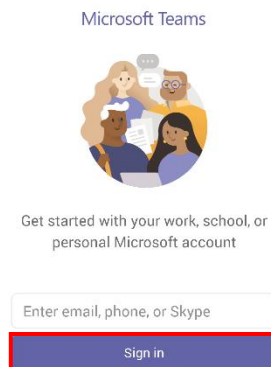 Microsoft Teams
Get started with your work, school, or
personal Microsoft account
Enter email, phone, or Skype
Sign in